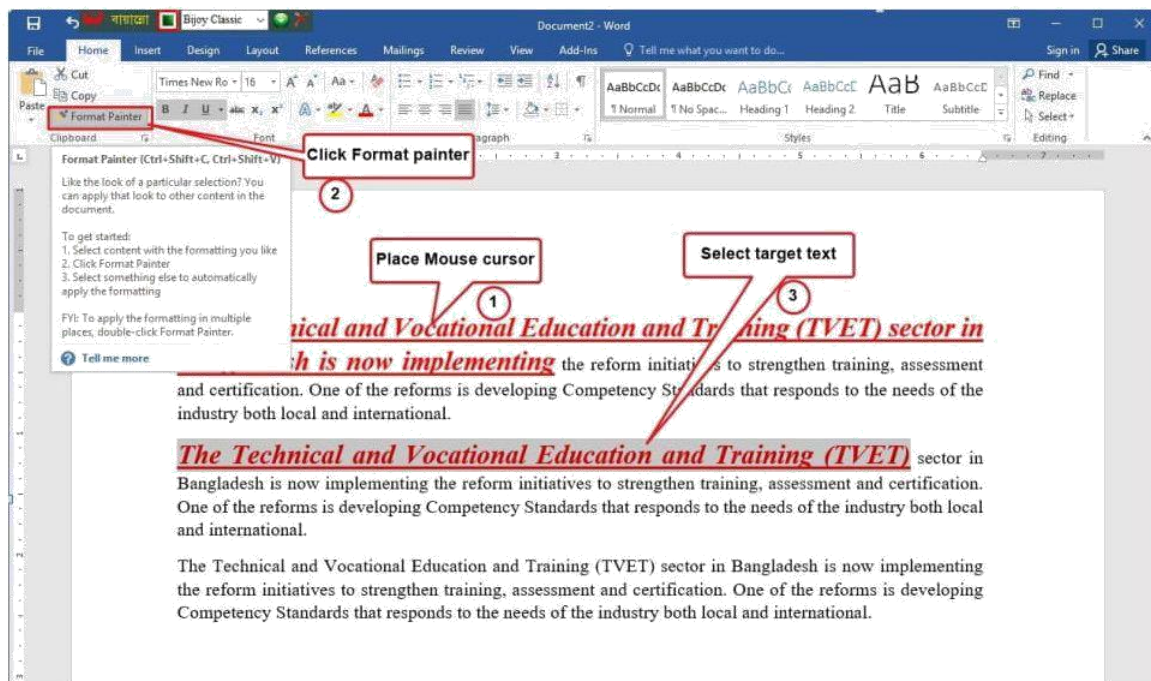 বায়ান্নো Bijoy Classic
Document2 - Word
File Home Insert Design Layout References Mailings Review View Add-Ins Tell me what you want to do... Sign in Share
Paste
Cut
Copy
Format Painter
Clipboard
Times New Ro 16
B I U abc
Font
agraph
AaBbCcDc AaBbCcDc AaBbCc AaBbCcC AaB AaBbCcC
¶ Normal ¶ No Spac... Heading 1 Heading 2 Title Subtitle
Styles
Find
Replace
Select
Editing
Format Painter (Ctrl+Shift+C, Ctrl+Shift+V)
Like the look of a particular selection? You
can apply that look to other content in the
document.
To get started:
1. Select content with the formatting you like
2. Click Format Painter
3. Select something else to automatically
apply the formatting
FYI: To apply the formatting in multiple
places, double-click Format Painter.
Tell me more
Click Format painter
2
Place Mouse cursor
1
Select target text
3
nical and Vocational Education and Training (TVET) sector in
h is now implementing the reform initiatives to strengthen training, assessment
and certification. One of the reforms is developing Competency Standards that responds to the needs of the
industry both local and international.
The Technical and Vocational Education and Training (TVET) sector in
Bangladesh is now implementing the reform initiatives to strengthen training, assessment and certification.
One of the reforms is developing Competency Standards that responds to the needs of the industry both local
and international.
The Technical and Vocational Education and Training (TVET) sector in Bangladesh is now implementing
the reform initiatives to strengthen training, assessment and certification. One of the reforms is developing
Competency Standards that responds to the needs of the industry both local and international.